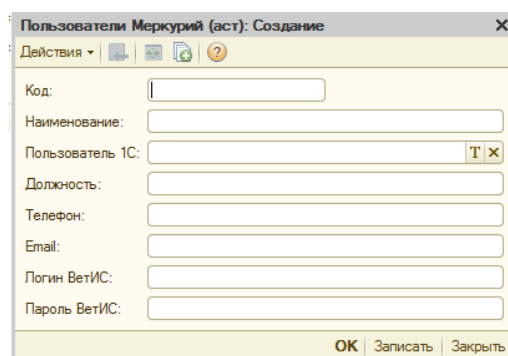 Пользователи Меркурий (аст): Создание
Действия
Код:
Наименование:
Пользователь 1С: T
Должность:
Телефон:
Email:
Логин ВетИС:
Пароль ВетИС:
OK Записать Закрыть